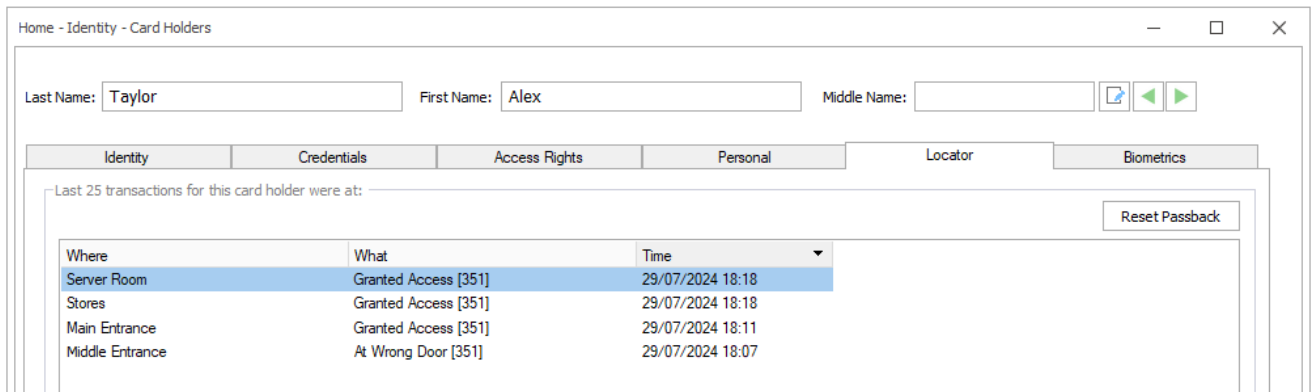 Home - Identity - Card Holders
Last Name: Taylor First Name: Alex Middle Name:
Identity Credentials Access Rights Personal Locator Biometrics
Last 25 transactions for this card holder were at:
Reset Passback
Where What Time
Server Room Granted Access [351] 29/07/2024 18:18
Stores Granted Access [351] 29/07/2024 18:18
Main Entrance Granted Access [351] 29/07/2024 18:11
Middle Entrance At Wrong Door [351] 29/07/2024 18:07